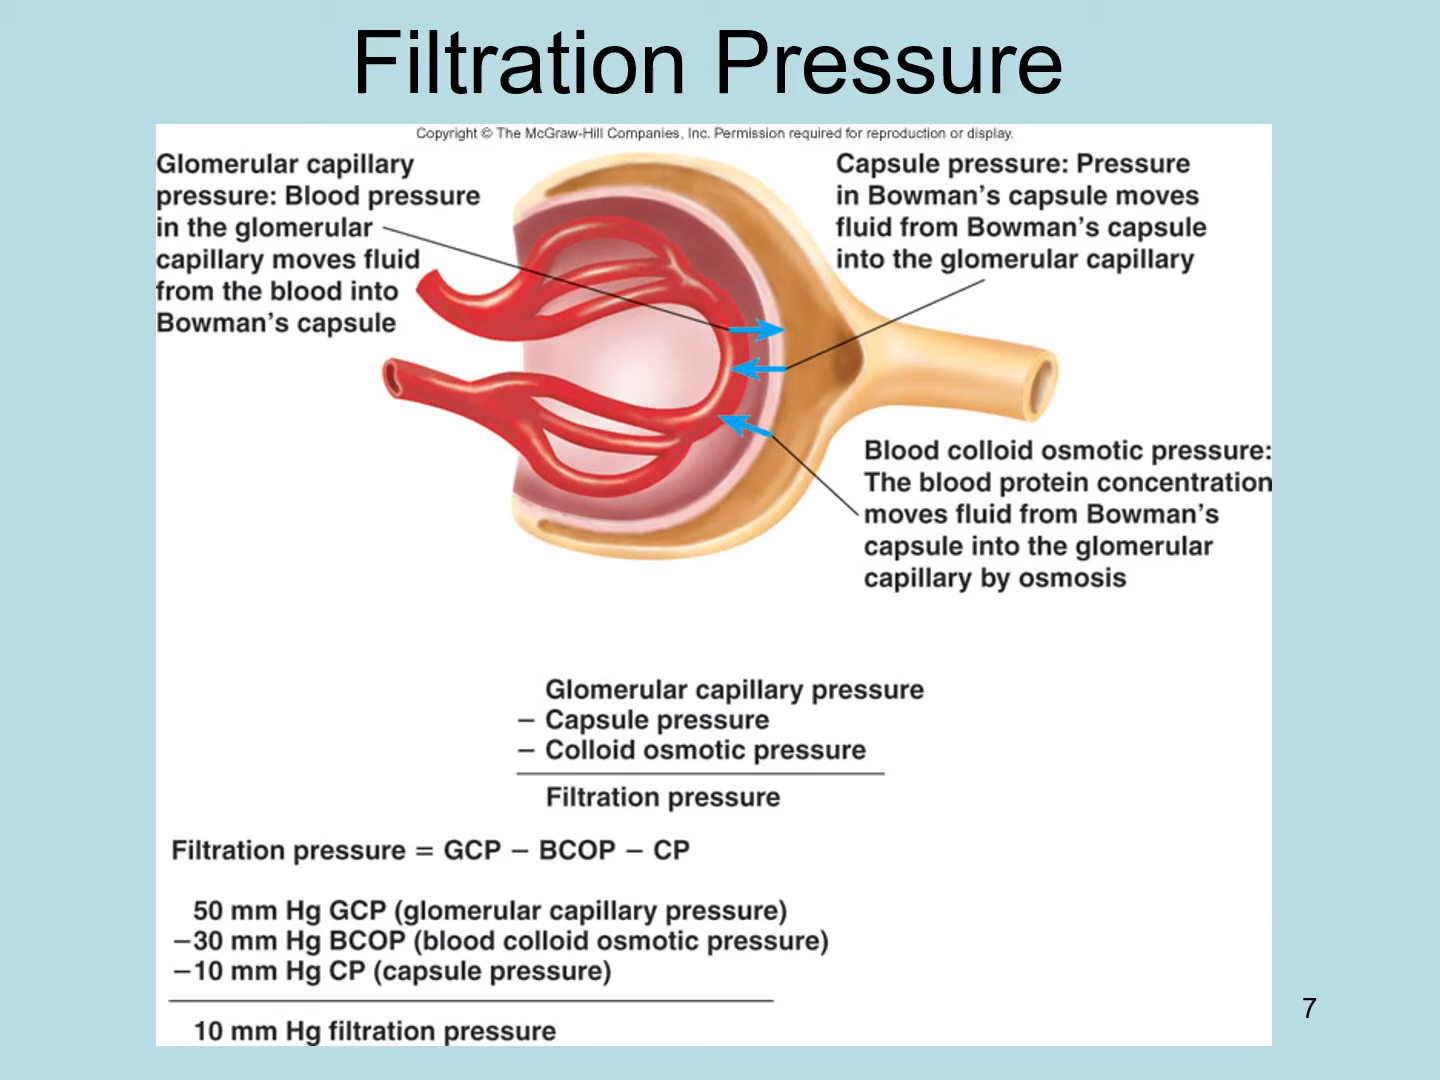 Filtration Pressure
Copyright © The McGraw-Hill Companies, Inc. Permission required for reproduction or display.
Glomerular capillary
pressure: Blood pressure
in the glomerular
capillary moves fluid
from the blood into
Bowman's capsule
Capsule pressure: Pressure
in Bowman's capsule moves
fluid from Bowman's capsule
into the glomerular capillary
Blood colloid osmotic pressure:
The blood protein concentration
moves fluid from Bowman's
capsule into the glomerular
capillary by osmosis
Glomerular capillary pressure
− Capsule pressure
− Colloid osmotic pressure
Filtration pressure
Filtration pressure = GCP − BCOP − CP
50 mm Hg GCP (glomerular capillary pressure)
−30 mm Hg BCOP (blood colloid osmotic pressure)
−10 mm Hg CP (capsule pressure)
10 mm Hg filtration pressure
7